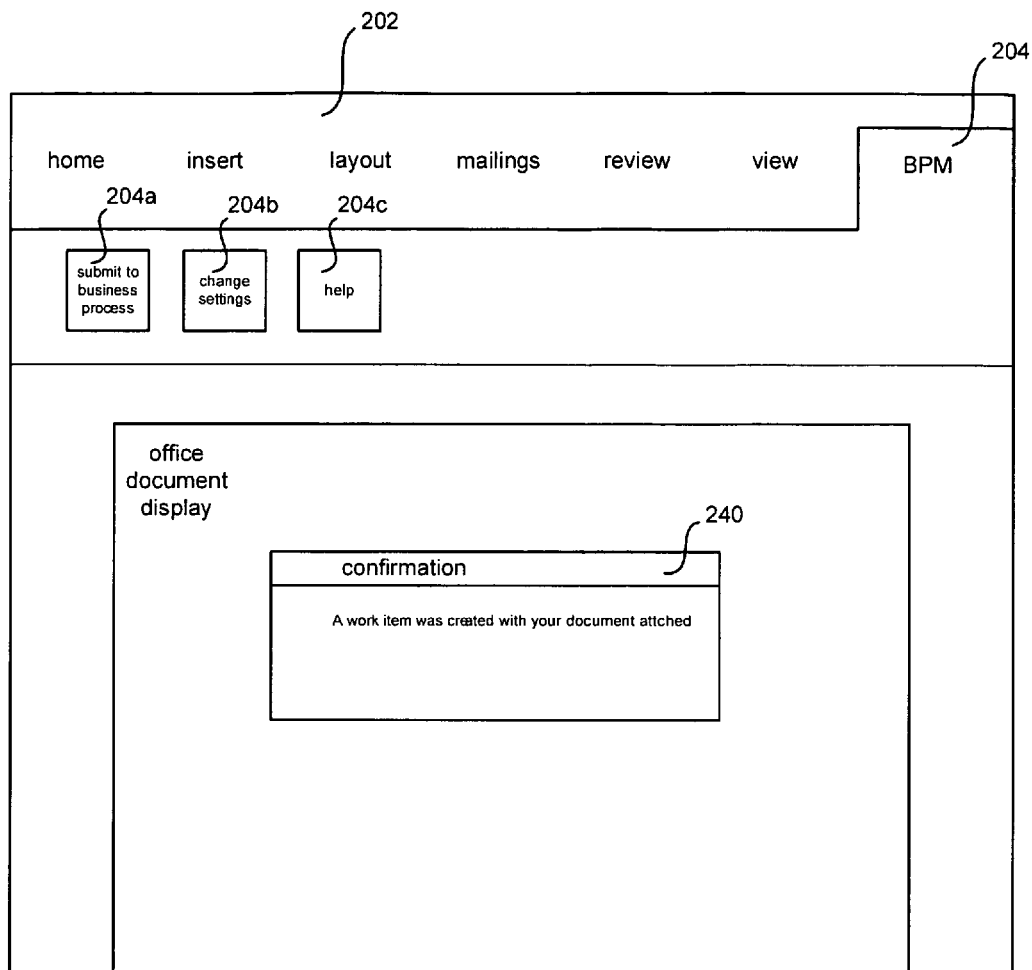 202
204
home insert layout mailings review view BPM
204a 204b 204c
submit to
business
process
change
settings
help
office
document
display
240
confirmation
A work item was created with your document attched